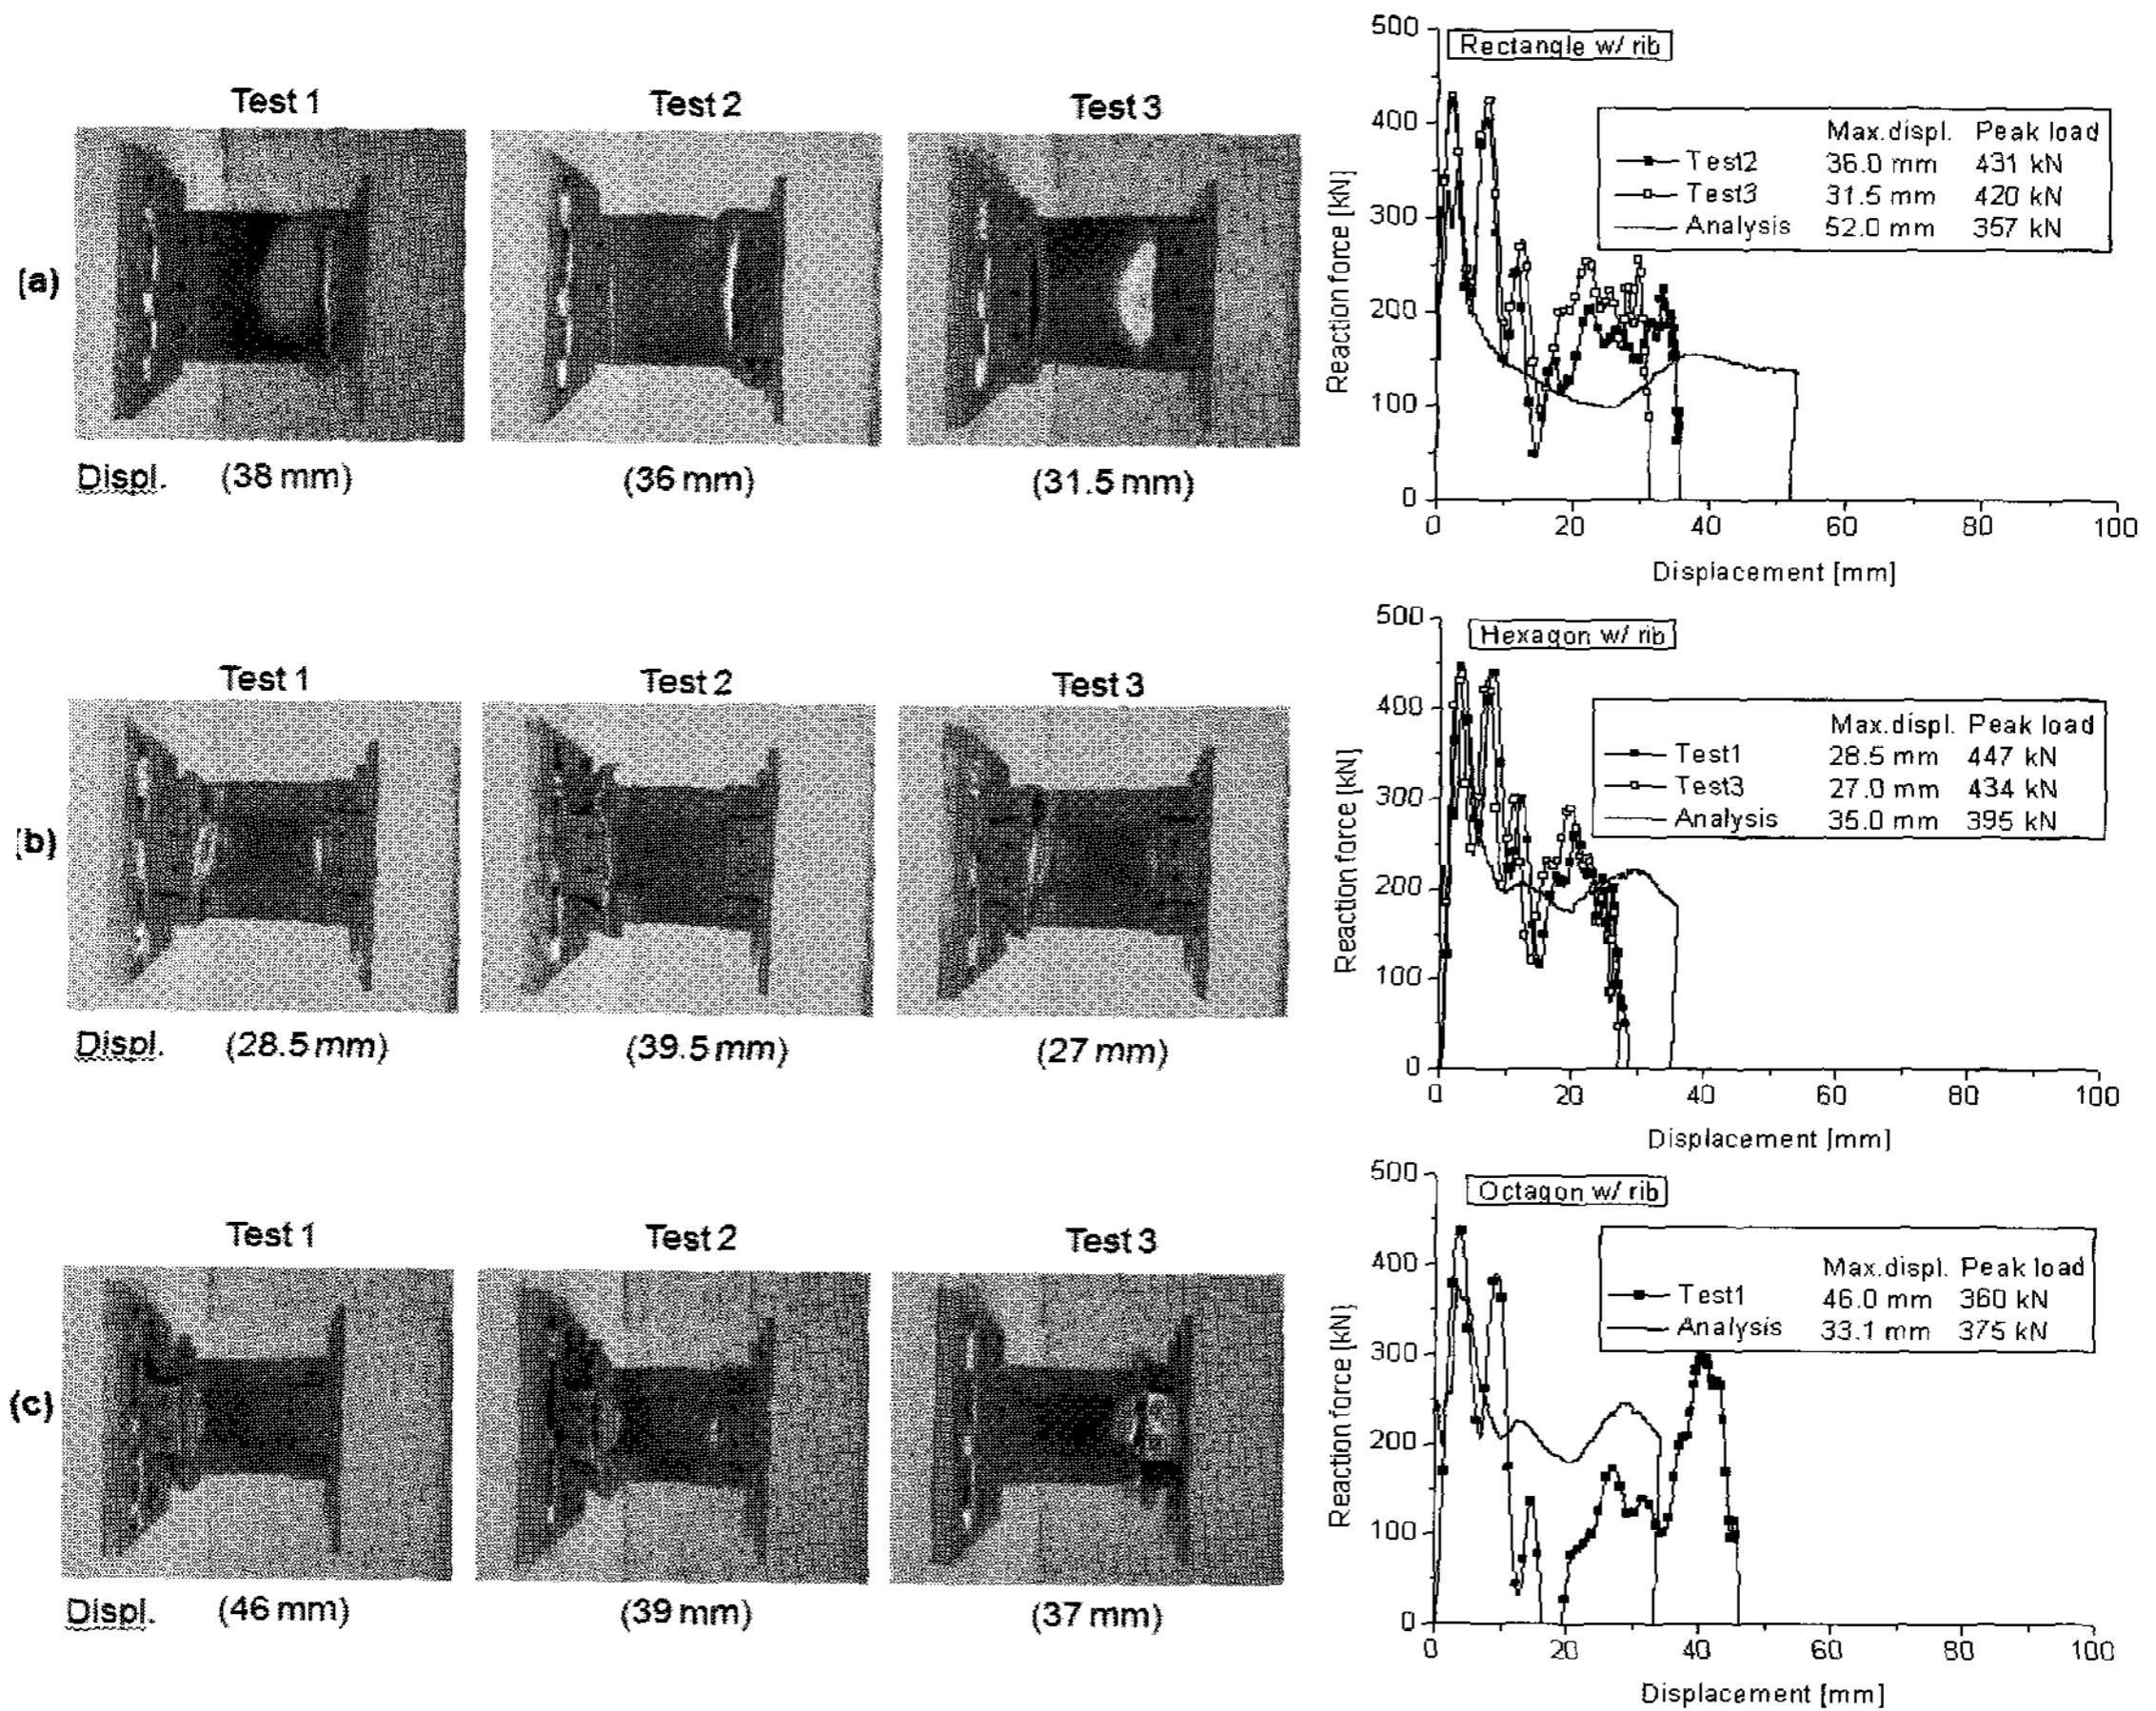 Test 1 Test 2 Test 3
(a)
Displ. (38 mm) (36 mm) (31.5 mm)
Rectangle w/ rib
Max.displ. Peak load
Test2 36.0 mm 431 kN
Test3 31.5 mm 420 kN
Analysis 52.0 mm 357 kN
Reaction force [kN]
500
400
300
200
100
0
0 20 40 60 80 100
Displacement [mm]
Test 1 Test 2 Test 3
(b)
Displ. (28.5 mm) (39.5 mm) (27 mm)
Hexagon w/ rib
Max.displ. Peak load
Test1 28.5 mm 447 kN
Test3 27.0 mm 434 kN
Analysis 35.0 mm 395 kN
Reaction force [kN]
500
400
300
200
100
0
0 20 40 60 80 100
Displacement [mm]
Test 1 Test 2 Test 3
(c)
Displ. (46 mm) (39 mm) (37 mm)
Octagon w/ rib
Max.displ. Peak load
Test1 46.0 mm 360 kN
Analysis 33.1 mm 375 kN
Reaction force [kN]
500
400
300
200
100
0
0 20 40 60 80 100
Displacement [mm]